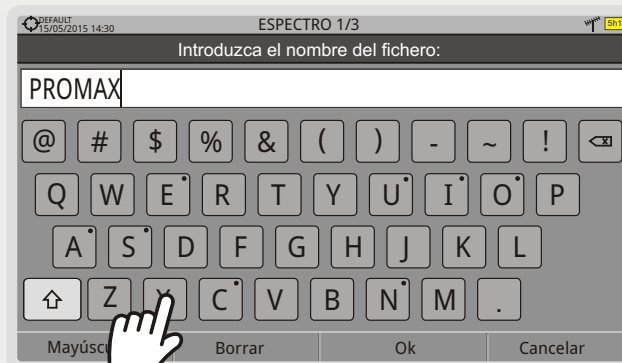 DEFAULT
15/05/2015 14:30
ESPECTRO 1/3
5h1
Introduzca el nombre del fichero:
PROMAX
@ # $ % & ( ) - ~ !
Q W E R T Y U I O P
A S D F G H J K L
Z X C V B N M .
Borrar Ok Cancelar